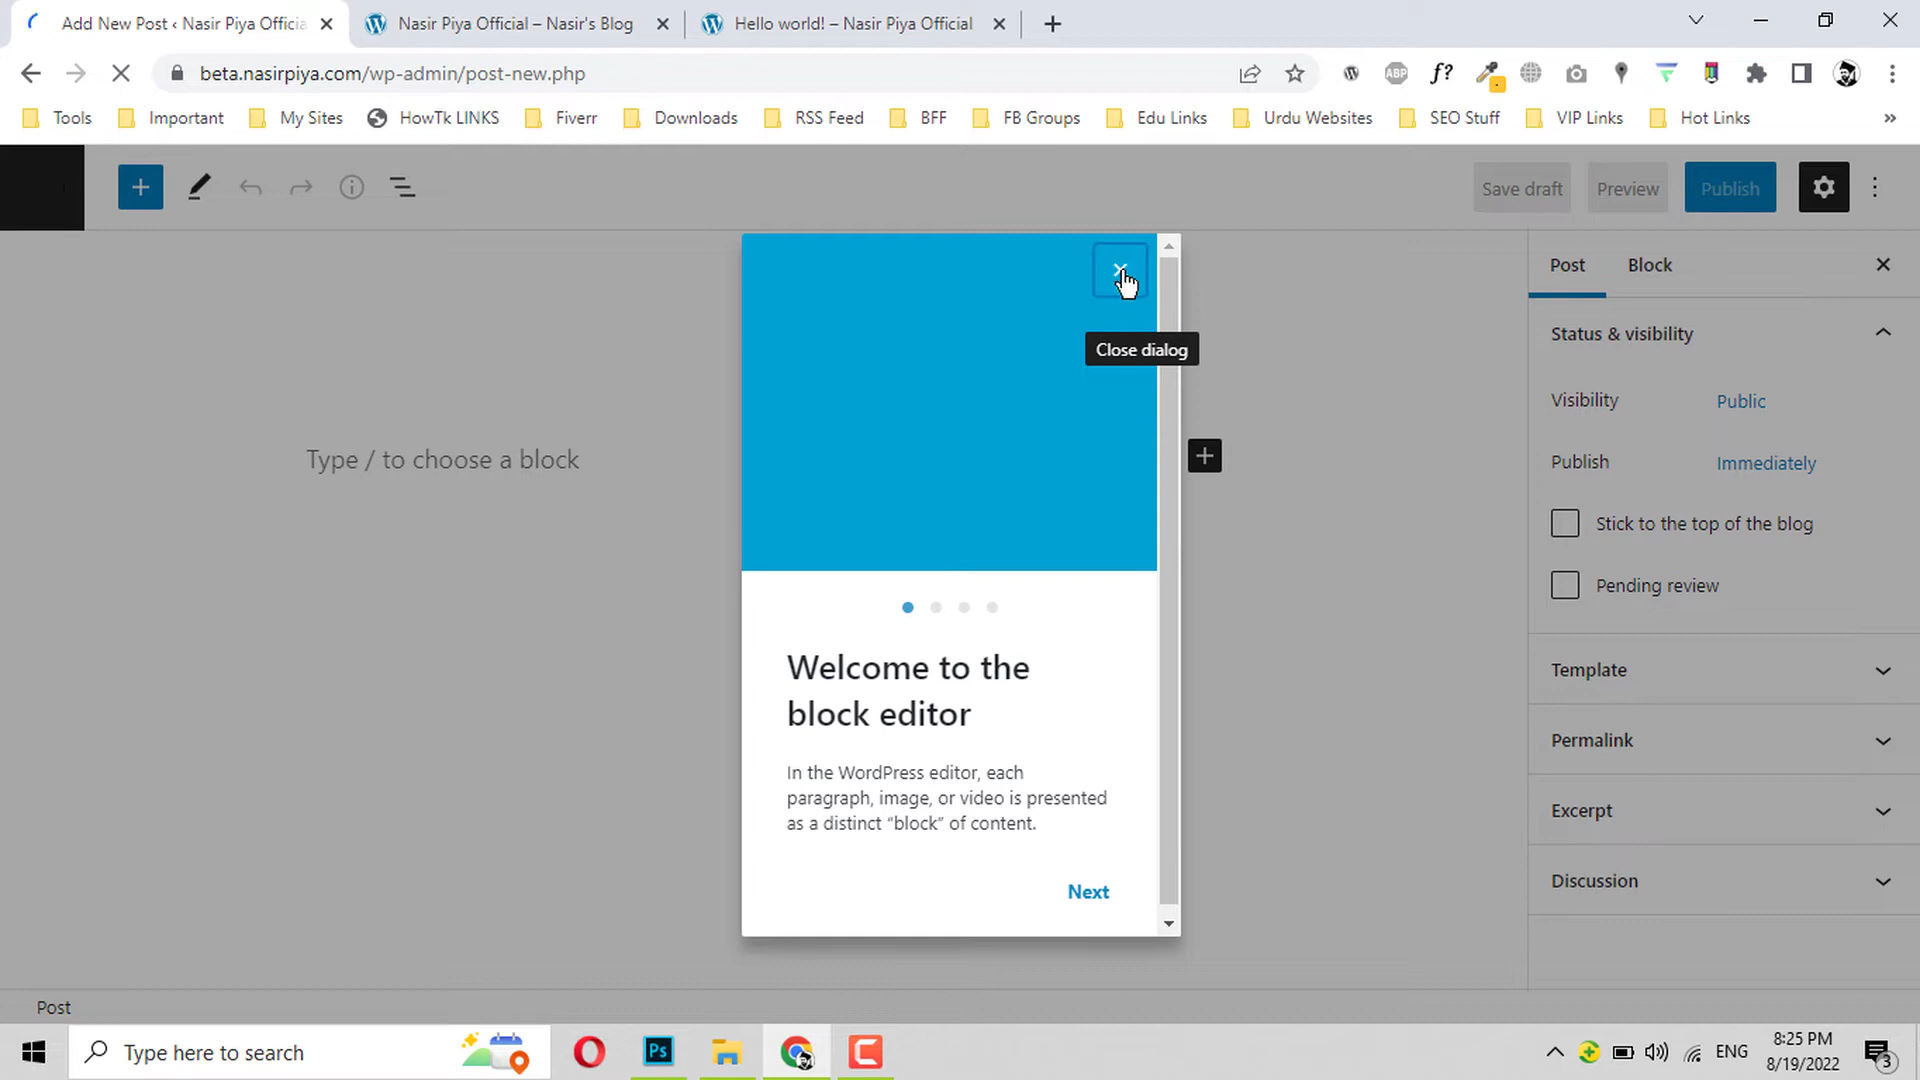 Add New Post ‹ Nasir Piya Officia
Nasir Piya Official – Nasir's Blog
Hello world! – Nasir Piya Official
beta.nasirpiya.com/wp-admin/post-new.php
ABP
f?
Tools
Important
My Sites
HowTk LINKS
Fiverr
Downloads
RSS Feed
BFF
FB Groups
Edu Links
Urdu Websites
SEO Stuff
VIP Links
Hot Links
Save draft
Preview
Publish
Close dialog
Type / to choose a block
Welcome to the
block editor
In the WordPress editor, each
paragraph, image, or video is presented
as a distinct “block” of content.
Next
Post
Block
Status & visibility
Visibility
Public
Publish
Immediately
Stick to the top of the blog
Pending review
Template
Permalink
Excerpt
Discussion
Post
Type here to search
Ps
ENG
8:25 PM
8/19/2022
3